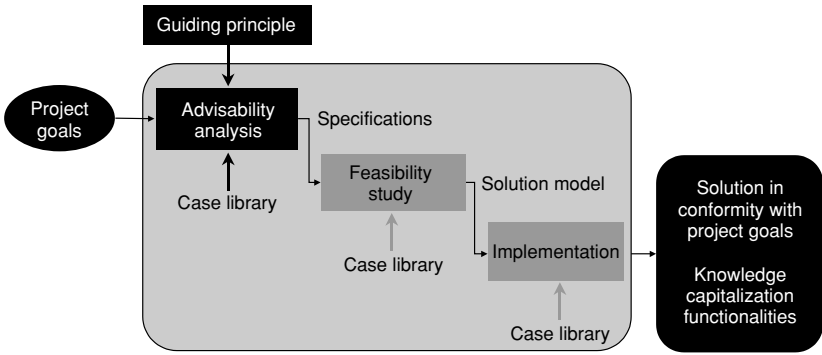 Guiding principle
Project
goals
Advisability
analysis
Specifications
Case library
Feasibility
study
Solution model
Case library
Implementation
Case library
Solution in
conformity with
project goals
Knowledge
capitalization
functionalities